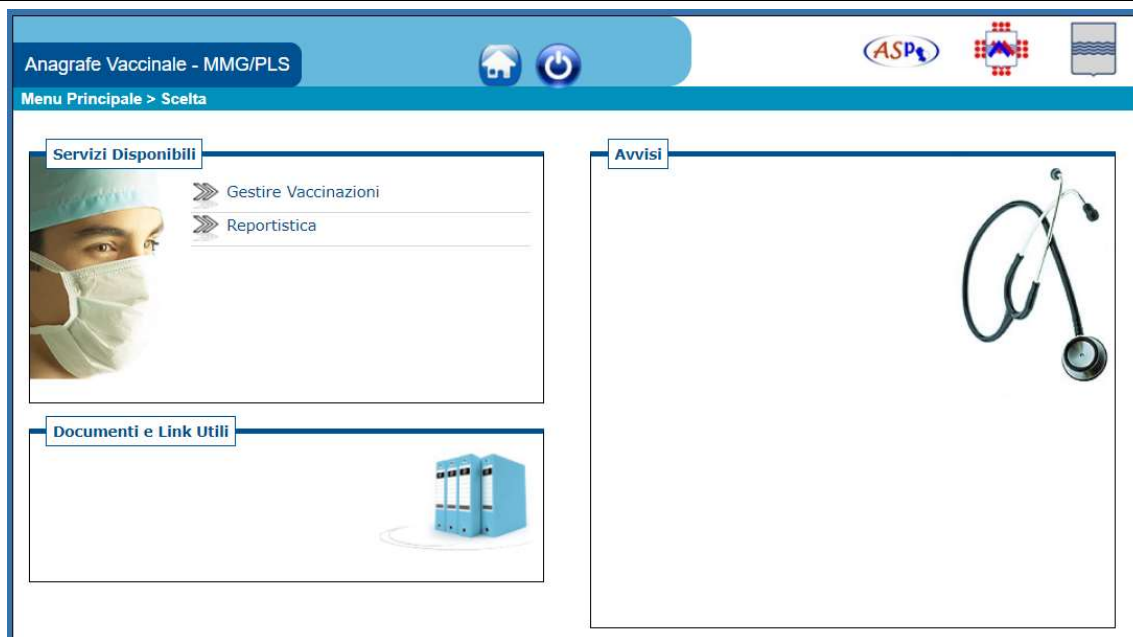 Anagrafe Vaccinale - MMG/PLS
ASP
Menu Principale > Scelta
Servizi Disponibili
Gestire Vaccinazioni
Reportistica
Avvisi
Documenti e Link Utili